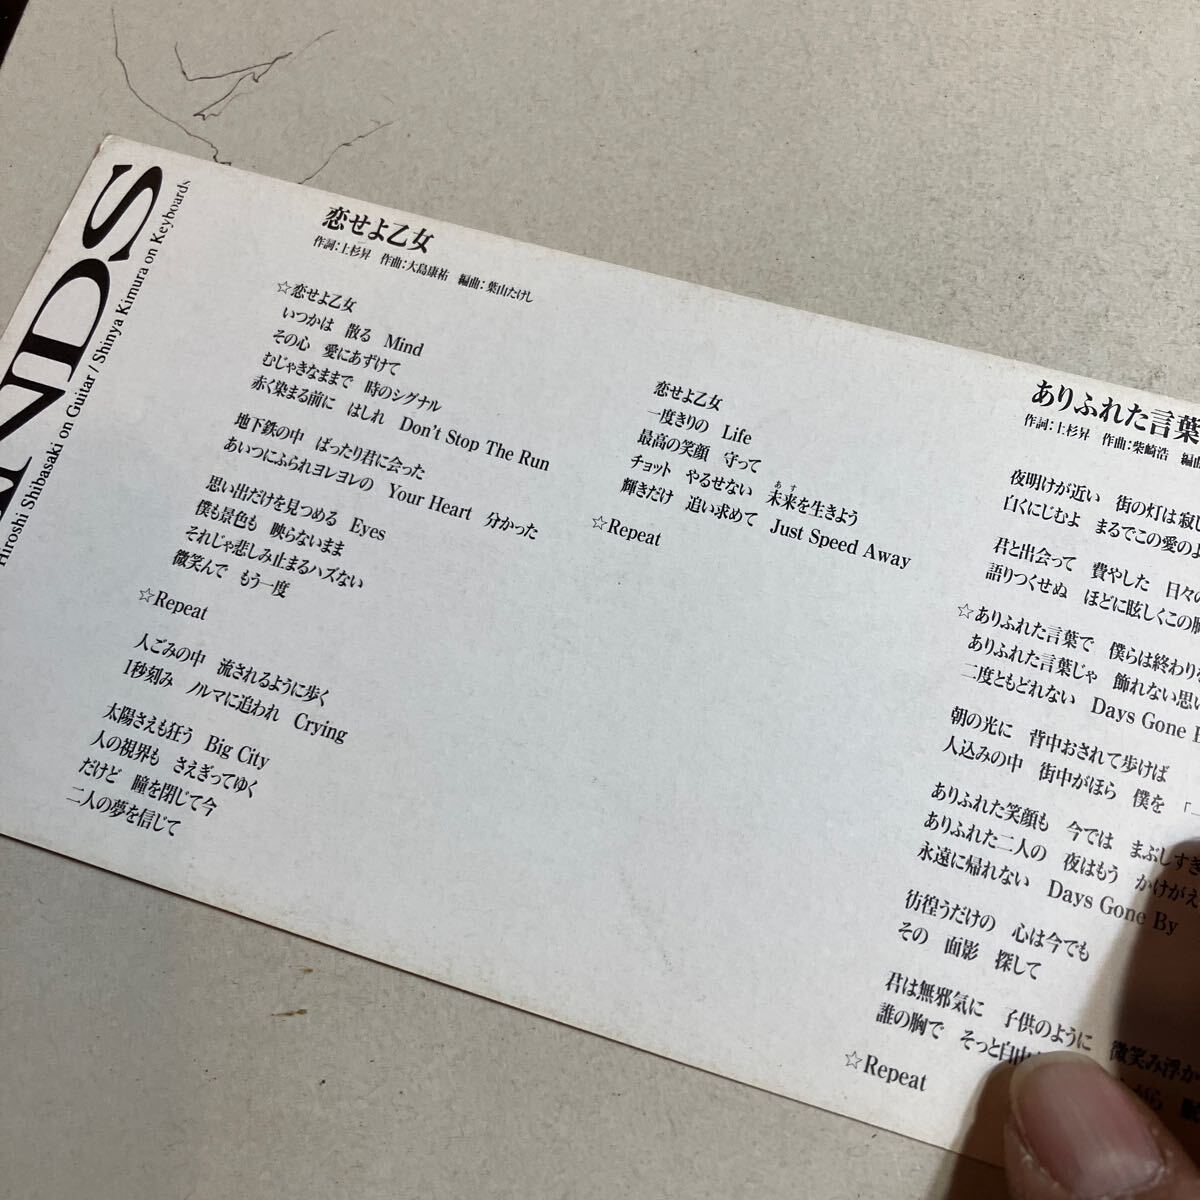 NDS
Hiroshi Shibasaki on Guitar / Shinya Kimura on Keyboards
恋せよ乙女
作詞：上杉昇　作曲：大島康祐　編曲：葉山たけし
☆恋せよ乙女
いつかは　散る　Mind
その心　愛にあずけて
むじゃきなままで　時のシグナル
赤く染まる前に　はしれ　Don't Stop The Run
地下鉄の中　ばったり君に会った
あいつにふられヨレヨレの　Your Heart　分かった
思い出だけを見つめる　Eyes
僕も景色も　映らないまま
それじゃ悲しみ止まるハズない
微笑んで　もう一度
☆Repeat
人ごみの中　流されるように歩く
1秒刻み　ノルマに追われ　Crying
太陽さえも狂う　Big City
人の視界も　さえぎってゆく
だけど　瞳を閉じて今
二人の夢を信じて
恋せよ乙女
一度きりの　Life
最高の笑顔　守って
チョット　やるせない　未来を生きよう
あす
輝きだけ　追い求めて　Just Speed Away
☆Repeat
ありふれた言葉
作詞：上杉昇　作曲：柴崎浩　編曲
夜明けが近い　街の灯は寂し
白くにじむよ　まるでこの愛のよ
君と出会って　費やした　日々の
語りつくせぬ　ほどに眩しくこの胸
☆ありふれた言葉で　僕らは終わりを
ありふれた言葉じゃ　飾れない思い
二度ともどれない　Days Gone B
朝の光に　背中おされて歩けば
人込みの中　街中がほら　僕を　「一
ありふれた笑顔も　今では　まぶしすぎ
ありふれた二人の　夜はもう　かけがえ
永遠に帰れない　Days Gone By
彷徨うだけの　心は今でも
その　面影　探して
君は無邪気に　子供のように　微笑み浮か
誰の胸で　そっと自由
☆Repeat